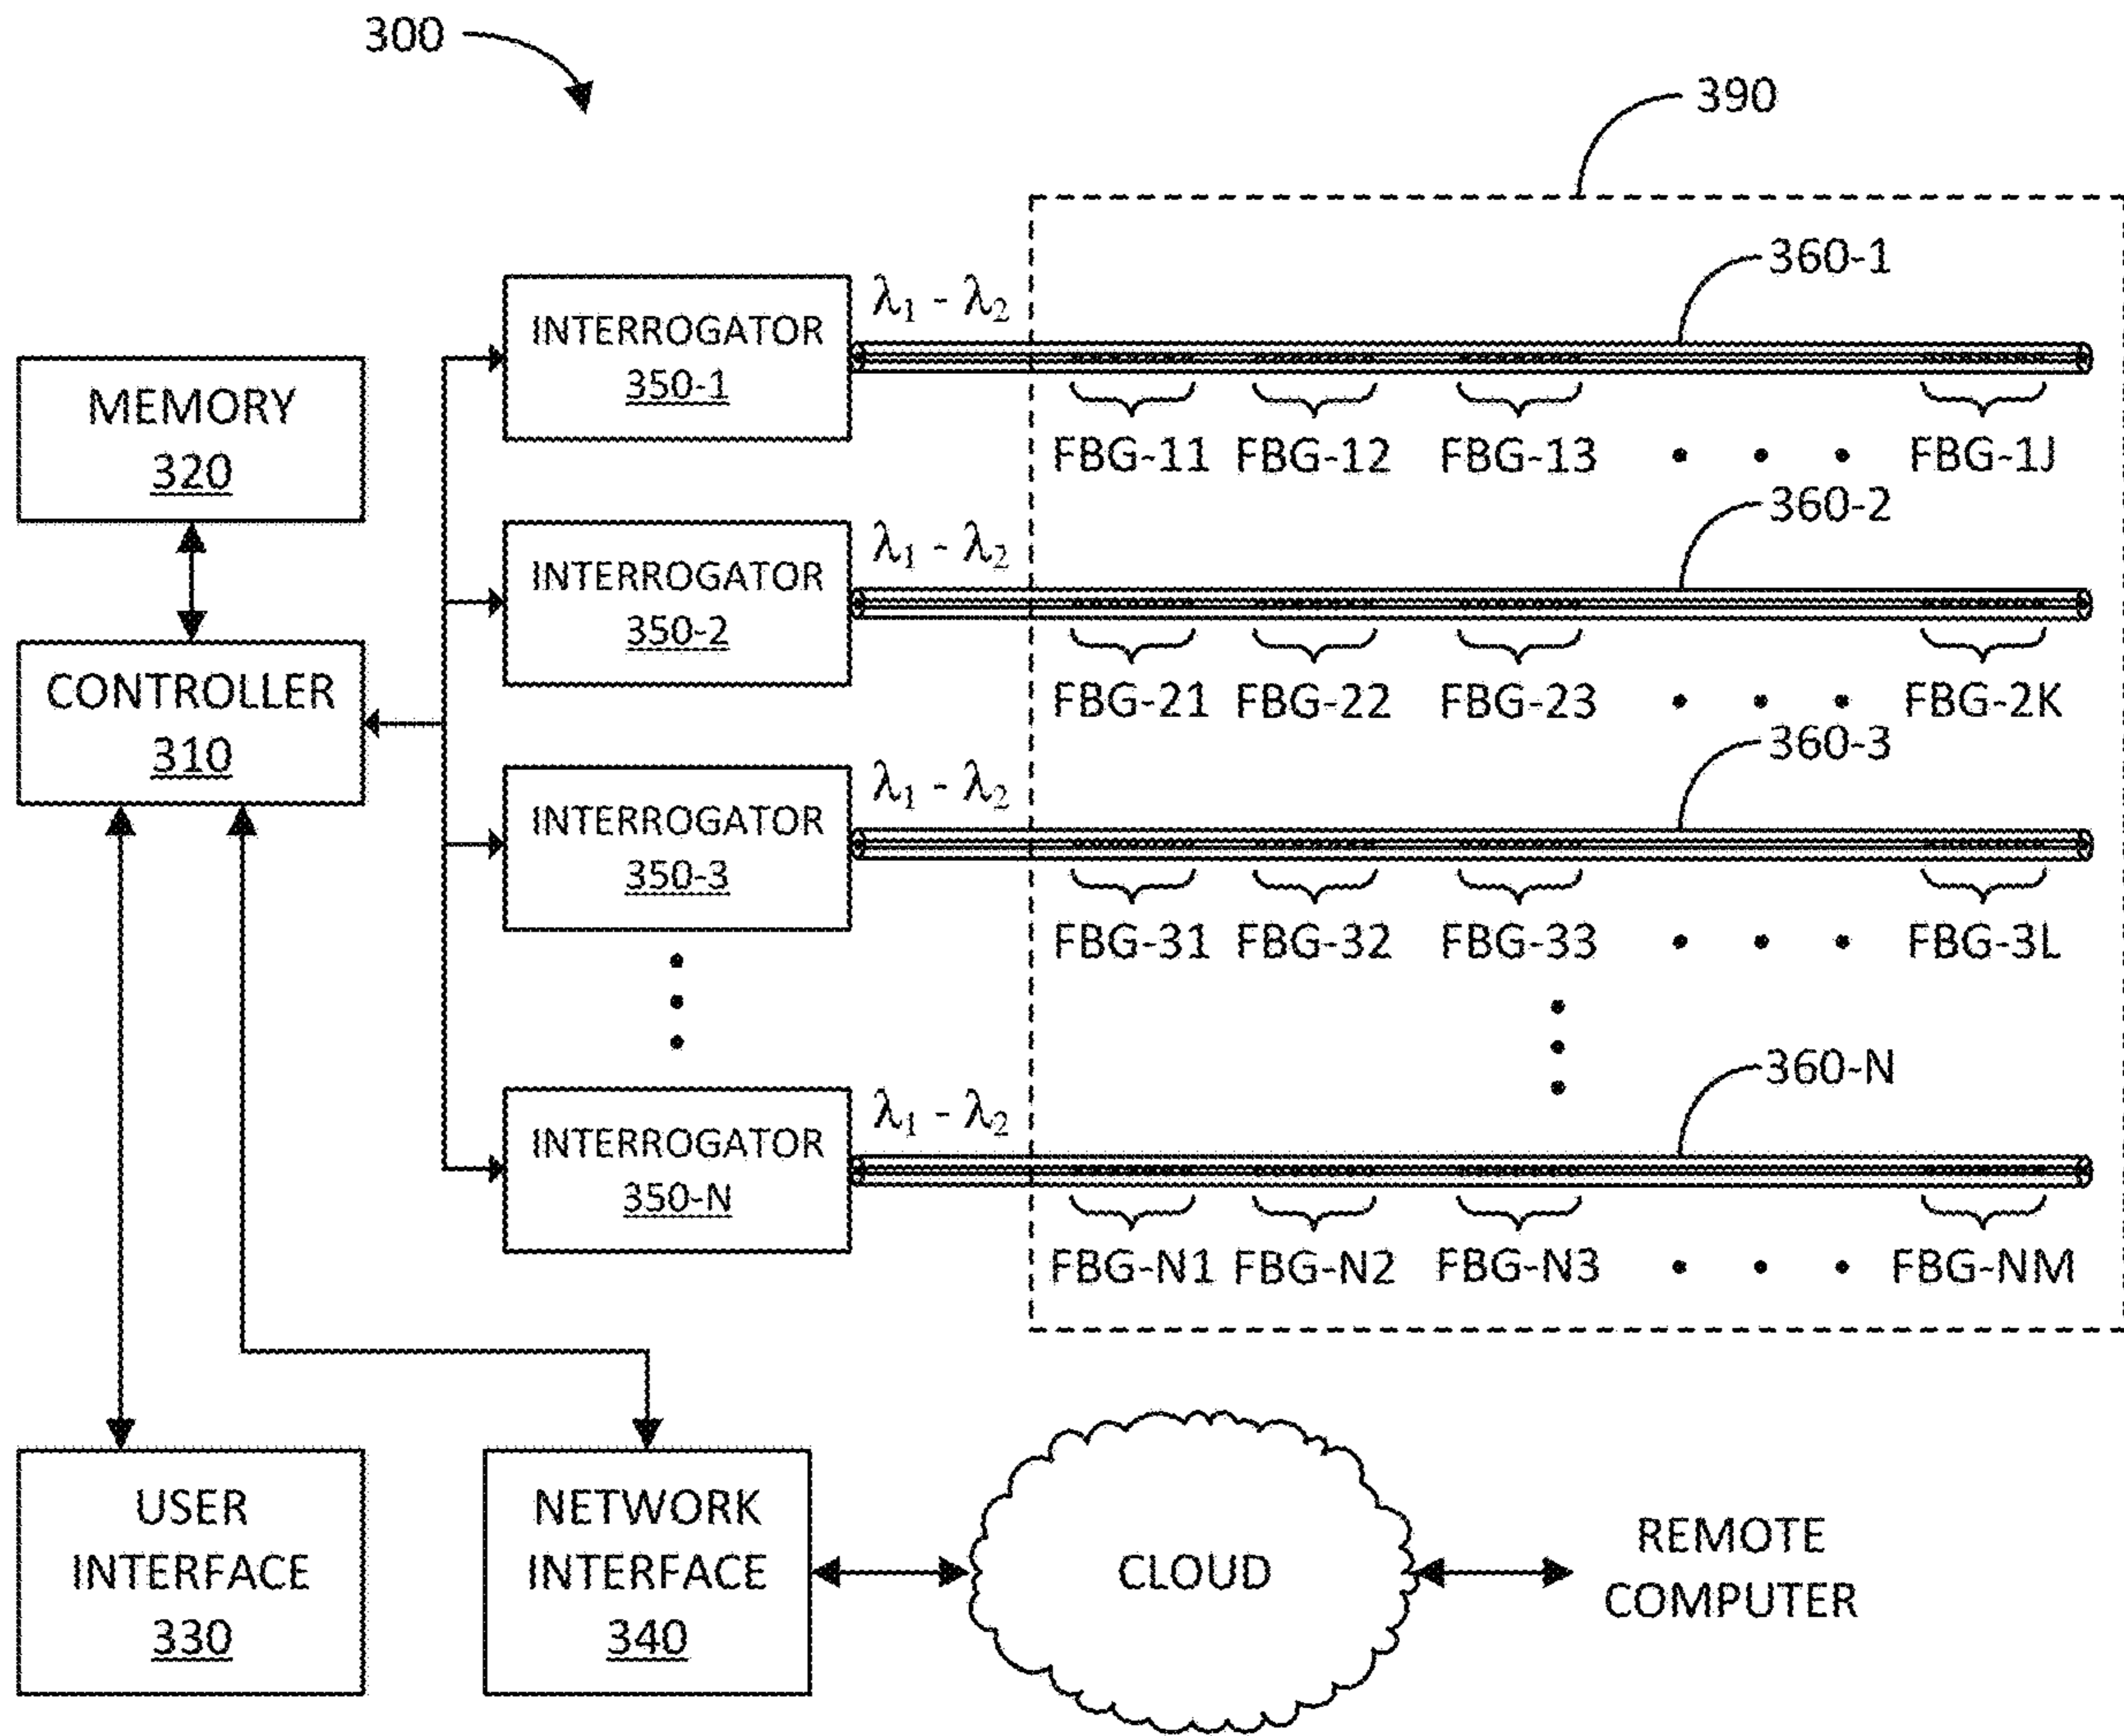 300
390
360-1
λ₁ - λ₂
INTERROGATOR
350-1
MEMORY
320
FBG-11 FBG-12 FBG-13 • • • FBG-1J
360-2
λ₁ - λ₂
INTERROGATOR
350-2
CONTROLLER
310
FBG-21 FBG-22 FBG-23 • • • FBG-2K
360-3
λ₁ - λ₂
INTERROGATOR
350-3
FBG-31 FBG-32 FBG-33 • • • FBG-3L
360-N
λ₁ - λ₂
INTERROGATOR
350-N
FBG-N1 FBG-N2 FBG-N3 • • • FBG-NM
USER
INTERFACE
330
NETWORK
INTERFACE
340
CLOUD
REMOTE
COMPUTER